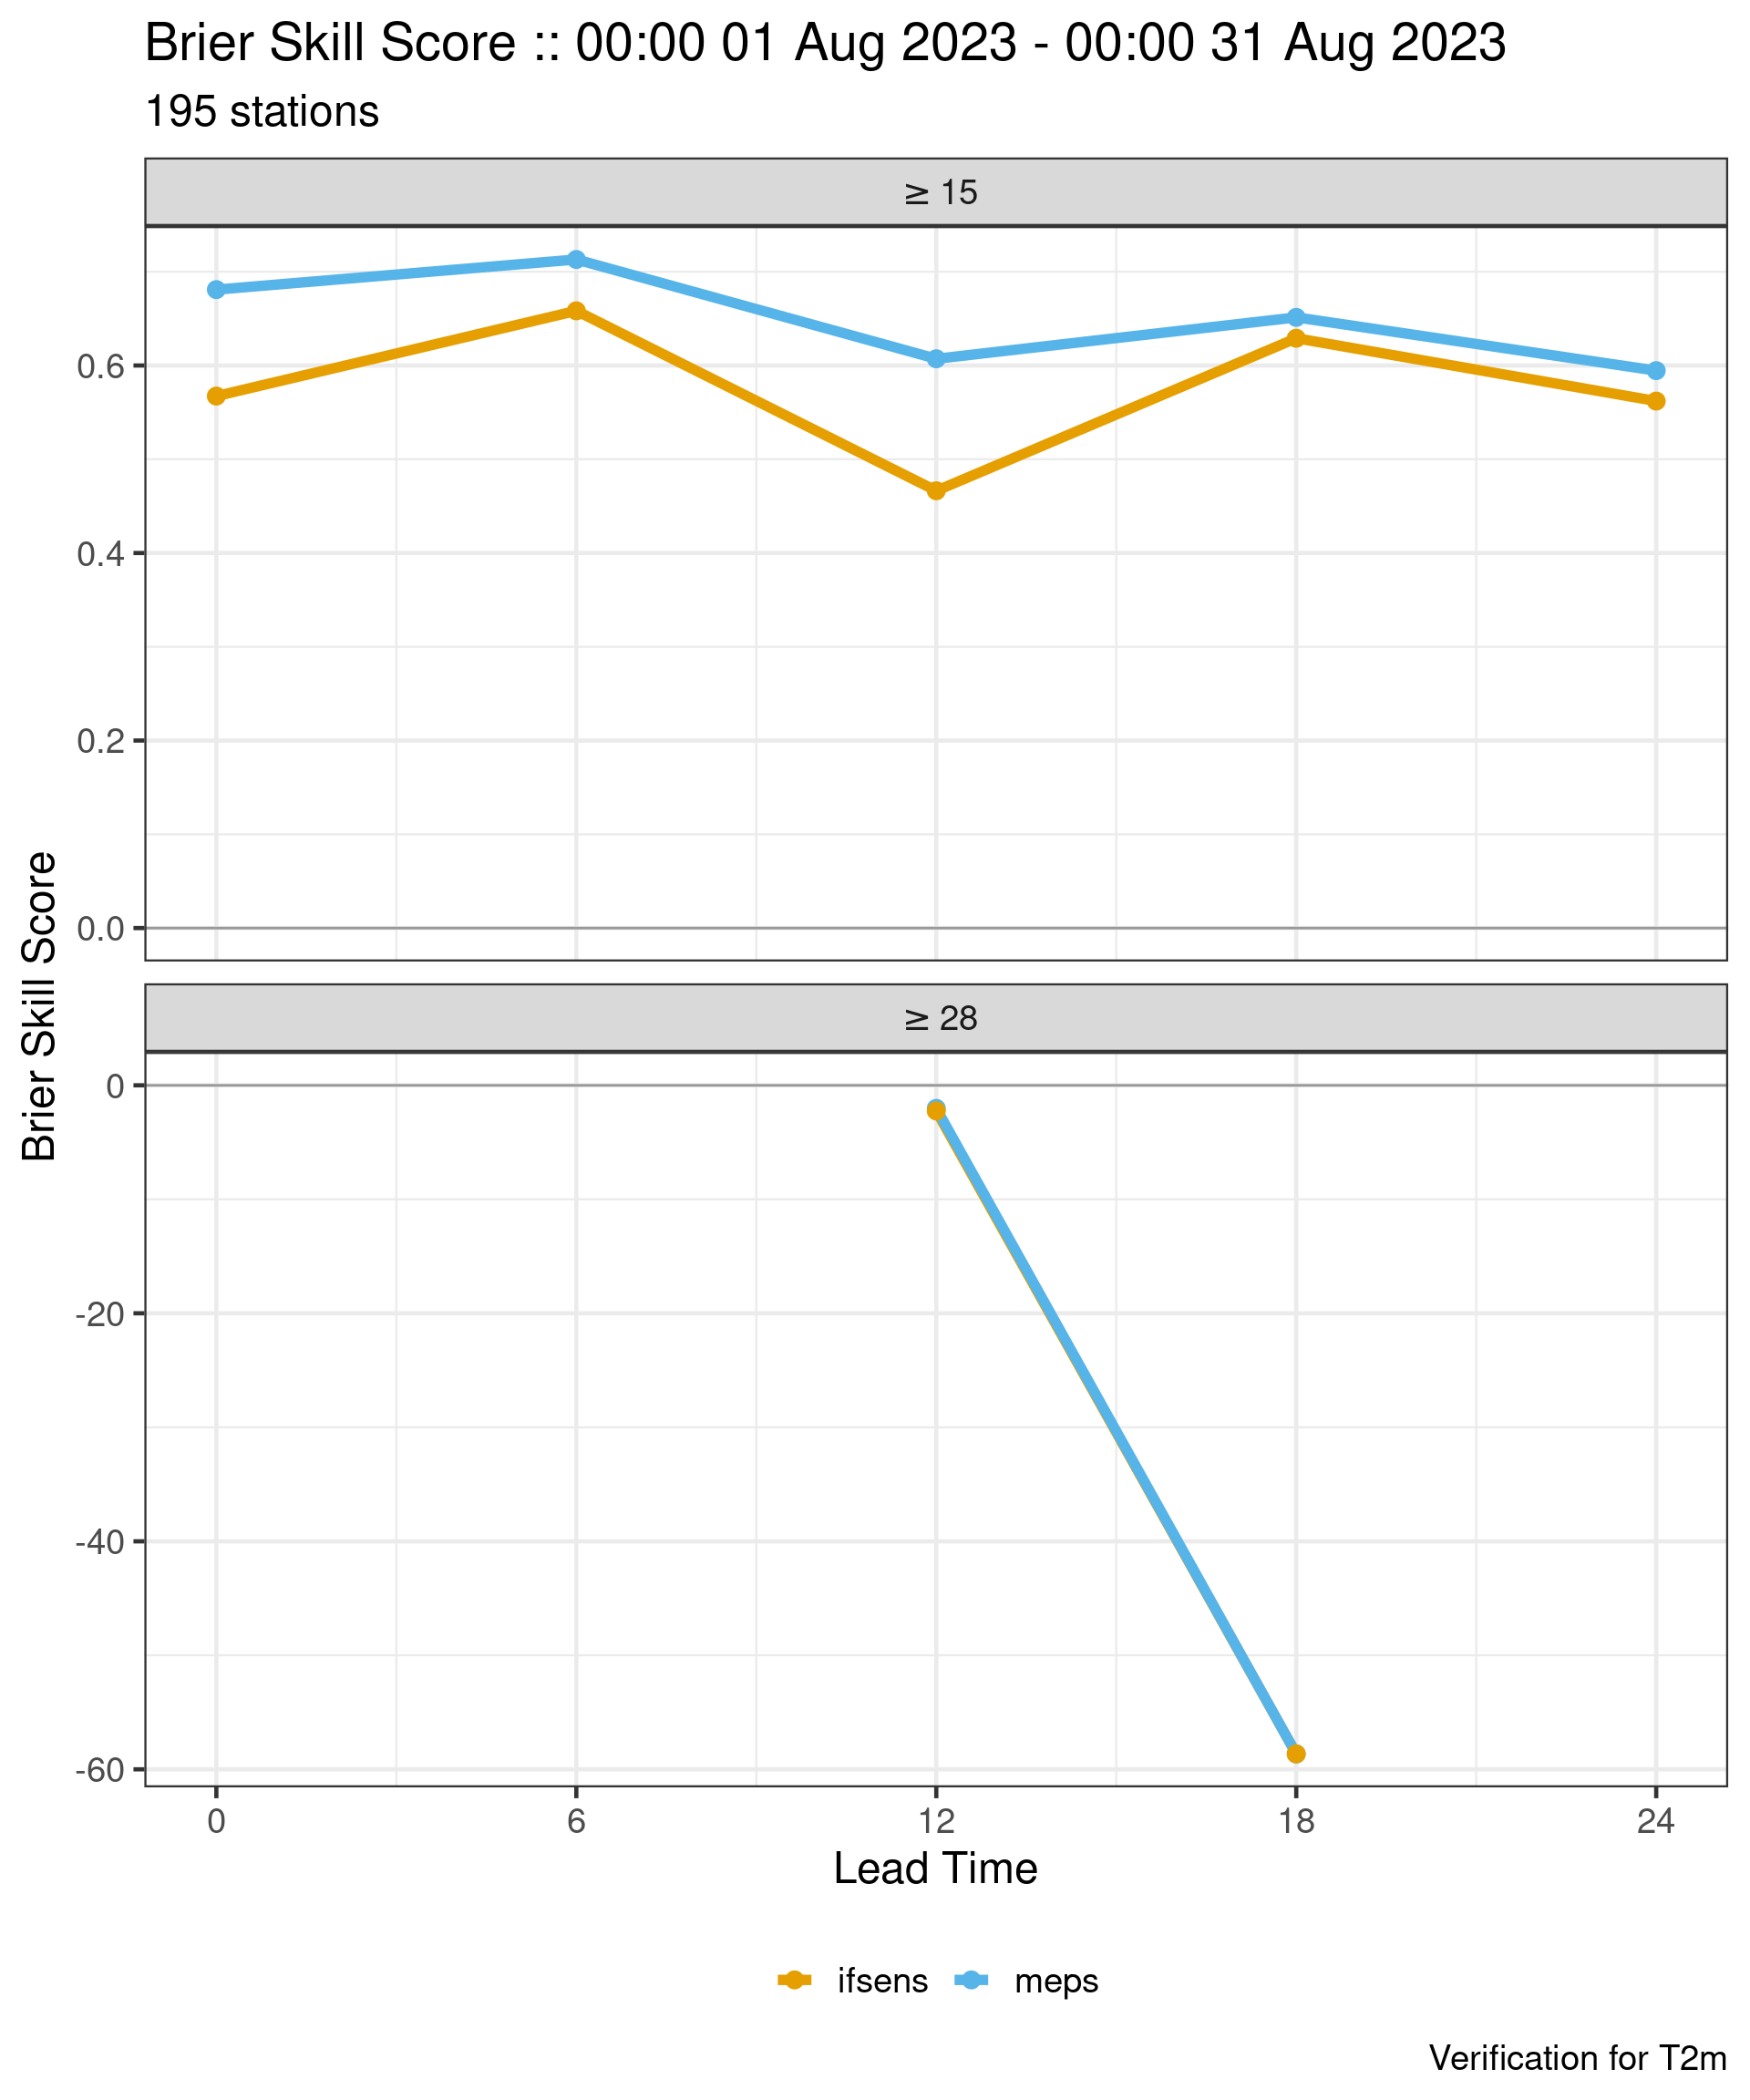 Brier Skill Score :: 00:00 01 Aug 2023 - 00:00 31 Aug 2023
195 stations
≥ 15
0.6
0.4
0.2
0.0
Brier Skill Score
≥ 28
0
-20
-40
-60
0 6 12 18 24
Lead Time
ifsens meps
Verification for T2m